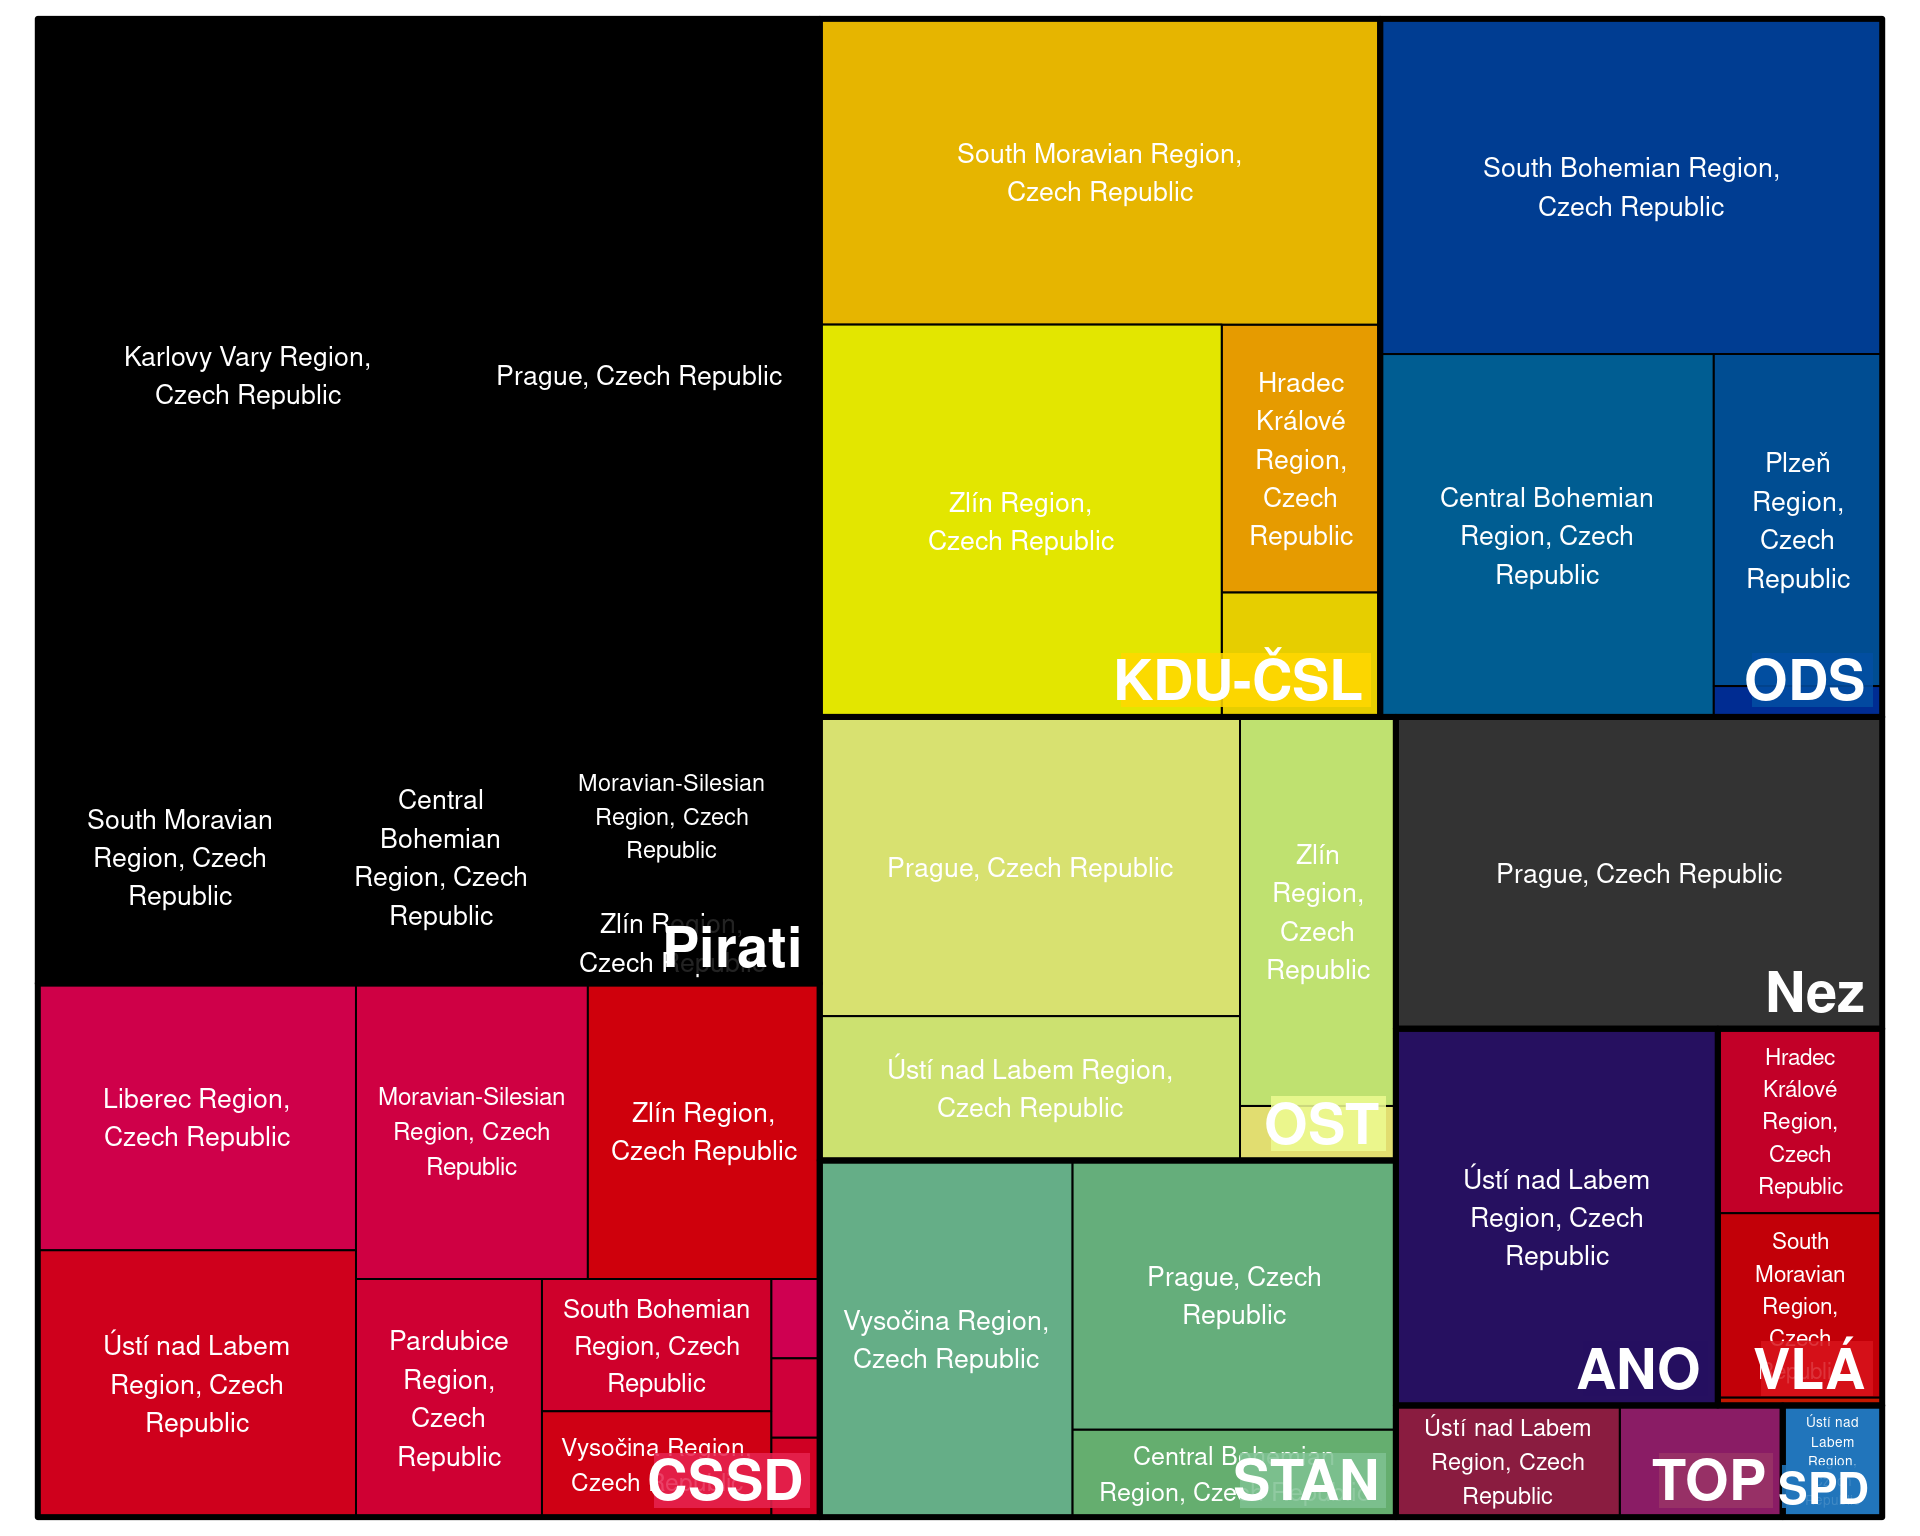 Karlovy Vary Region,
Czech Republic
Prague, Czech Republic
South Moravian
Region, Czech
Republic
Central
Bohemian
Region, Czech
Republic
Moravian-Silesian
Region, Czech
Republic
Zlín Region,
Czech Republic
Pirati
South Moravian Region,
Czech Republic
Zlín Region,
Czech Republic
Hradec
Králové
Region,
Czech
Republic
KDU-ČSL
South Bohemian Region,
Czech Republic
Central Bohemian
Region, Czech
Republic
Plzeň
Region,
Czech
Republic
ODS
Liberec Region,
Czech Republic
Moravian-Silesian
Region, Czech
Republic
Zlín Region,
Czech Republic
Ústí nad Labem
Region, Czech
Republic
Pardubice
Region,
Czech
Republic
South Bohemian
Region, Czech
Republic
Vysočina Region,
Czech Republic
CSSD
Prague, Czech Republic
Zlín
Region,
Czech
Republic
Ústí nad Labem Region,
Czech Republic
OST
Vysočina Region,
Czech Republic
Prague, Czech
Republic
Central Bohemian
Region, Czech Republic
STAN
Prague, Czech Republic
Nez
Ústí nad Labem
Region, Czech
Republic
ANO
Hradec
Králové
Region,
Czech
Republic
South
Moravian
Region,
Czech
Republic
VLÁ
Ústí nad Labem
Region, Czech
Republic
TOP
Ústí nad
Labem
Region,
SPD